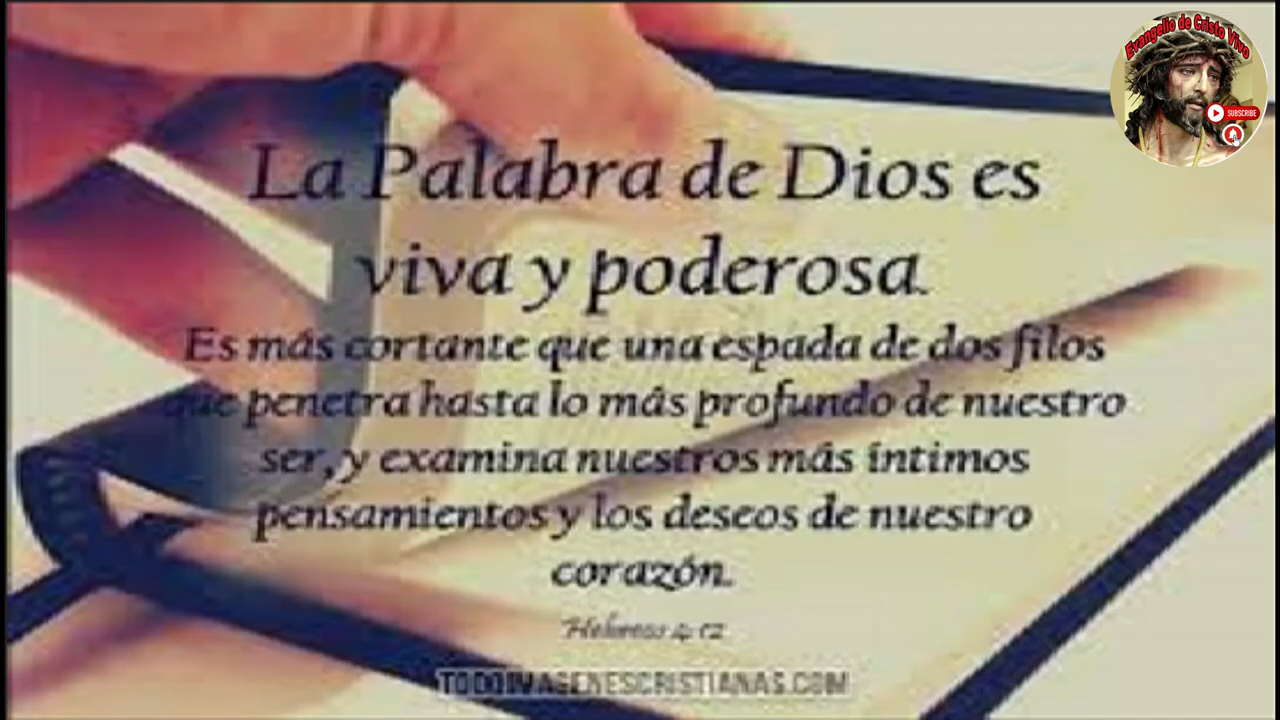 Evangelio de Cristo Vivo
SUBSCRIBE
La Palabra de Dios es
viva y poderosa.
Es más cortante que una espada de dos filos
que penetra hasta lo más profundo de nuestro
ser, y examina nuestros más íntimos
pensamientos y los deseos de nuestro
corazón.
Hebreos 4:12
TODOIMAGENESCRISTIANAS.COM